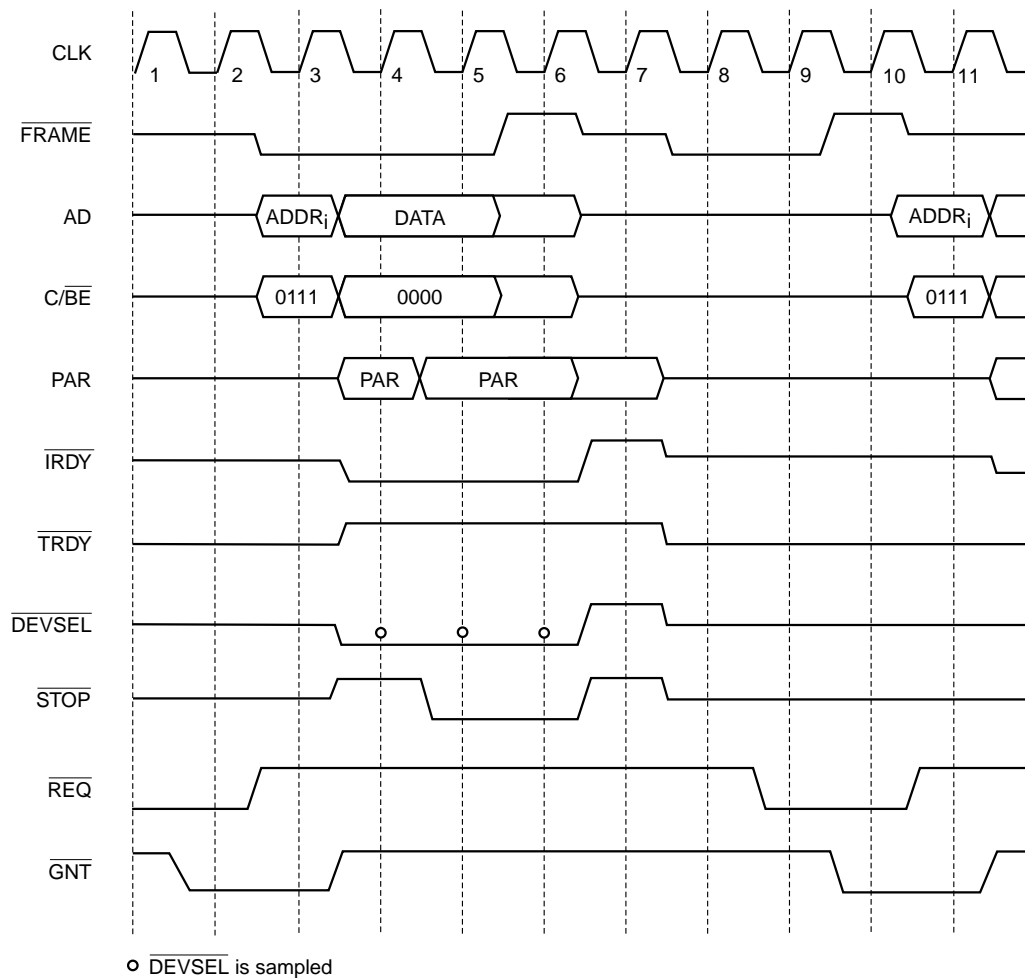 CLK
1 2 3 4 5 6 7 8 9 10 11
FRAME
AD ADDRi DATA ADDRi
C/BE 0111 0000 0111
PAR PAR PAR
IRDY
TRDY
DEVSEL
STOP
REQ
GNT
DEVSEL is sampled